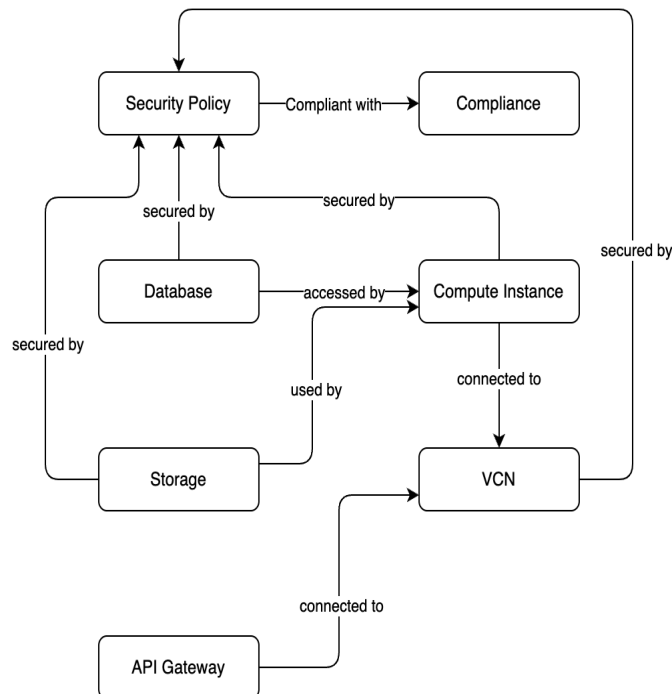 Security Policy
Compliant with
Compliance
secured by
secured by
secured by
Database
accessed by
Compute Instance
secured by
used by
connected to
Storage
VCN
connected to
API Gateway